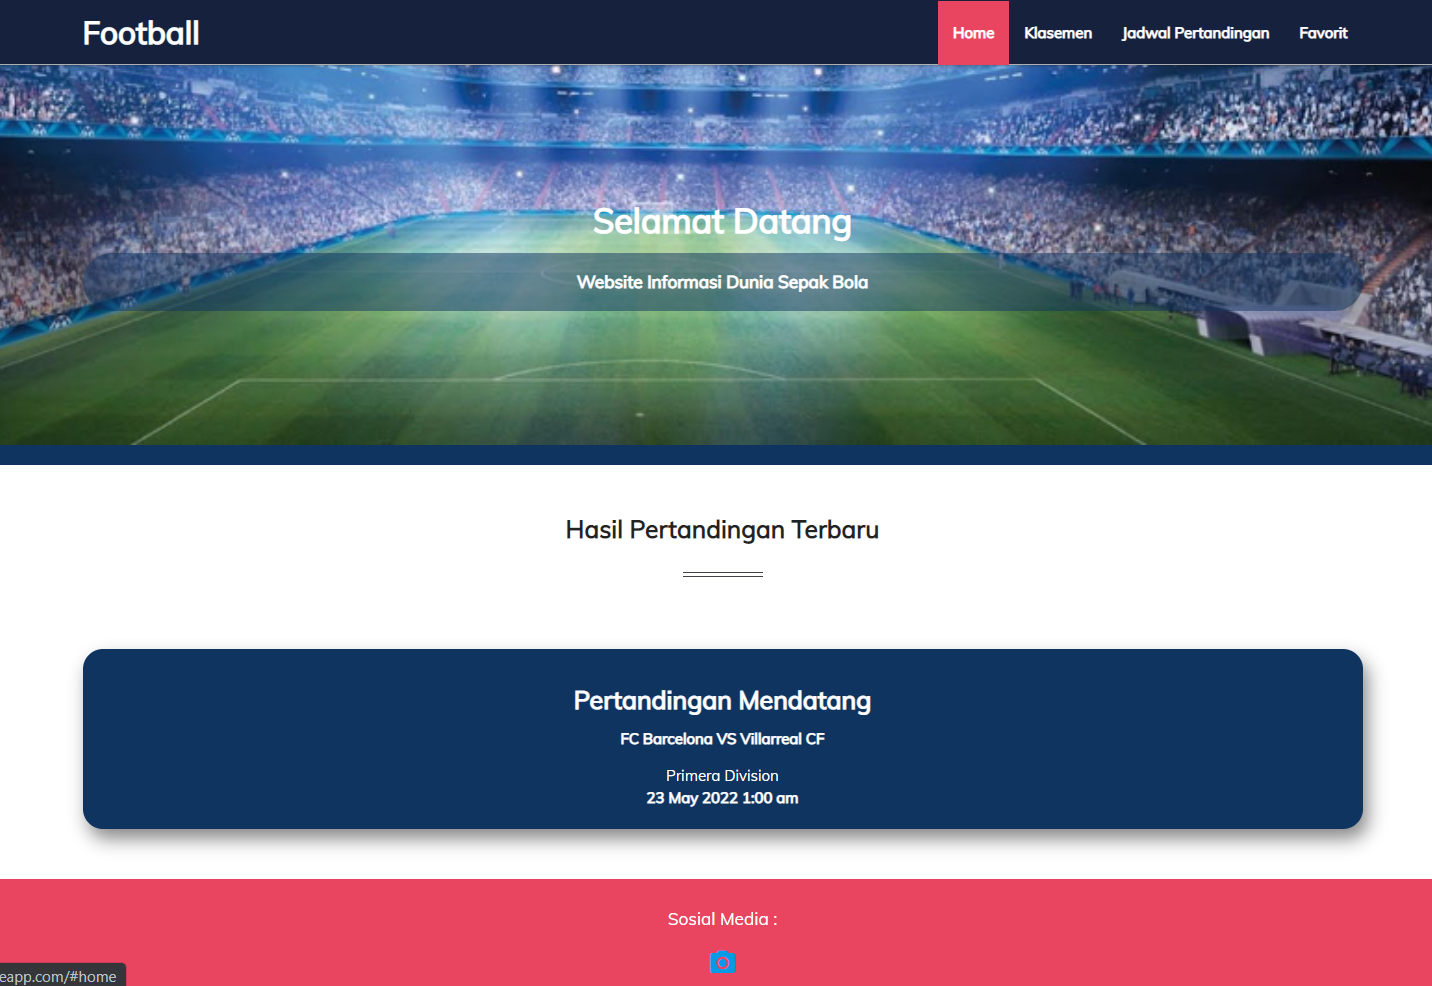 Football
Home
Klasemen
Jadwal Pertandingan
Favorit
Selamat Datang
Website Informasi Dunia Sepak Bola
Hasil Pertandingan Terbaru
Pertandingan Mendatang
FC Barcelona VS Villarreal CF
Primera Division
23 May 2022 1:00 am
Sosial Media :
eapp.com/#home